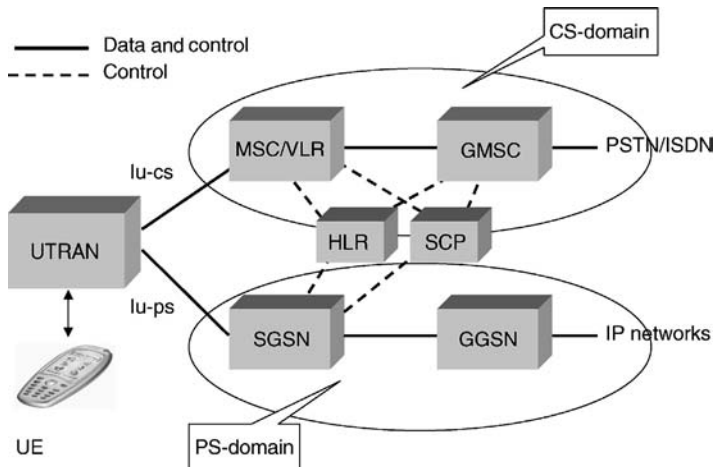 Data and control
Control
CS-domain
MSC/VLR
GMSC
PSTN/ISDN
Iu-cs
HLR
SCP
UTRAN
Iu-ps
SGSN
GGSN
IP networks
UE
PS-domain